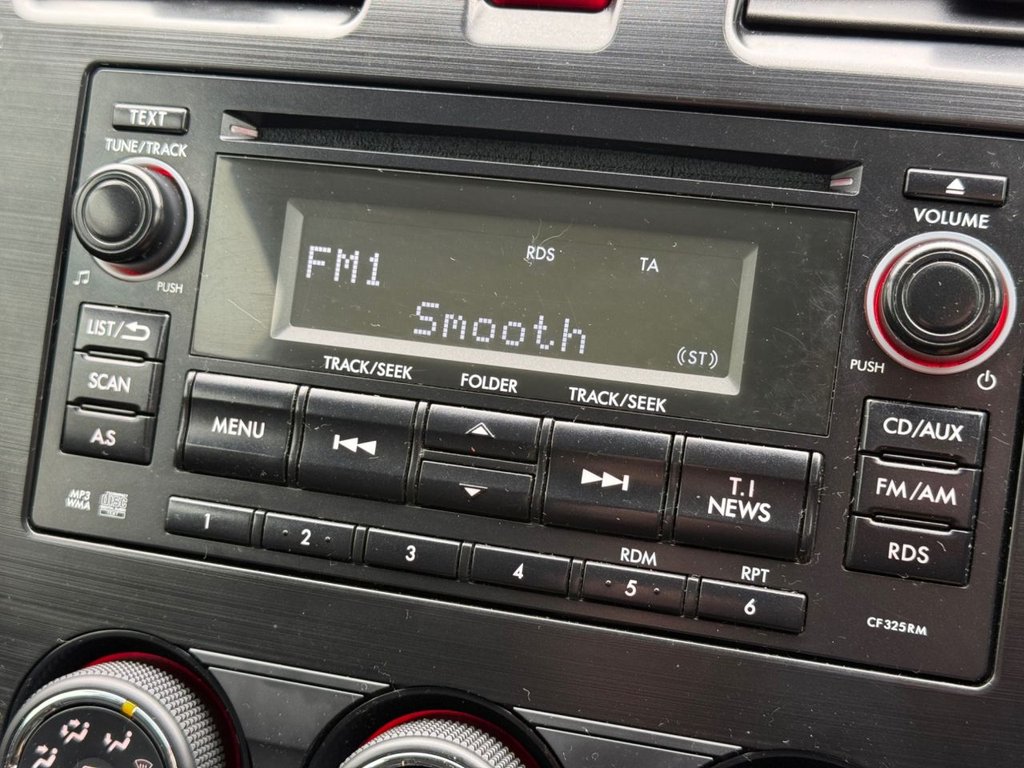 TEXT
TUNE/TRACK
PUSH
LIST/
SCAN
A.S
MP3
WMA
FM1
RDS
TA
Smooth
((ST))
TRACK/SEEK
FOLDER
TRACK/SEEK
MENU
T.I
NEWS
1
2
3
4
RDM
5
RPT
6
VOLUME
PUSH
CD/AUX
FM/AM
RDS
CF325RM